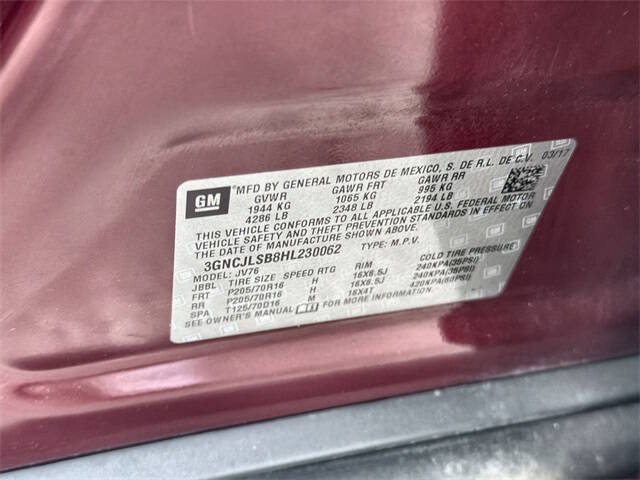 GM
MFD BY GENERAL MOTORS DE MEXICO, S. DE R.L. DE C.V. 03/17
GVWR GAWR FRT GAWR RR
1944 KG 1065 KG 995 KG
4286 LB 2348 LB 2194 LB
THIS VEHICLE CONFORMS TO ALL APPLICABLE U.S. FEDERAL MOTOR
VEHICLE SAFETY AND THEFT PREVENTION STANDARDS IN EFFECT ON
THE DATE OF MANUFACTURE SHOWN ABOVE.
3GNCJLSB8HL230062 TYPE: M.P.V.
MODEL: JV76
JBBL TIRE SIZE SPEED RTG RIM COLD TIRE PRESSURE
FRT P205/70R16 H 16X6.5J 240KPA(35PSI)
RR P205/70R16 H 16X6.5J 240KPA(35PSI)
SPA T125/70D16 M 16X4T 420KPA(60PSI)
SEE OWNER'S MANUAL FOR MORE INFORMATION.